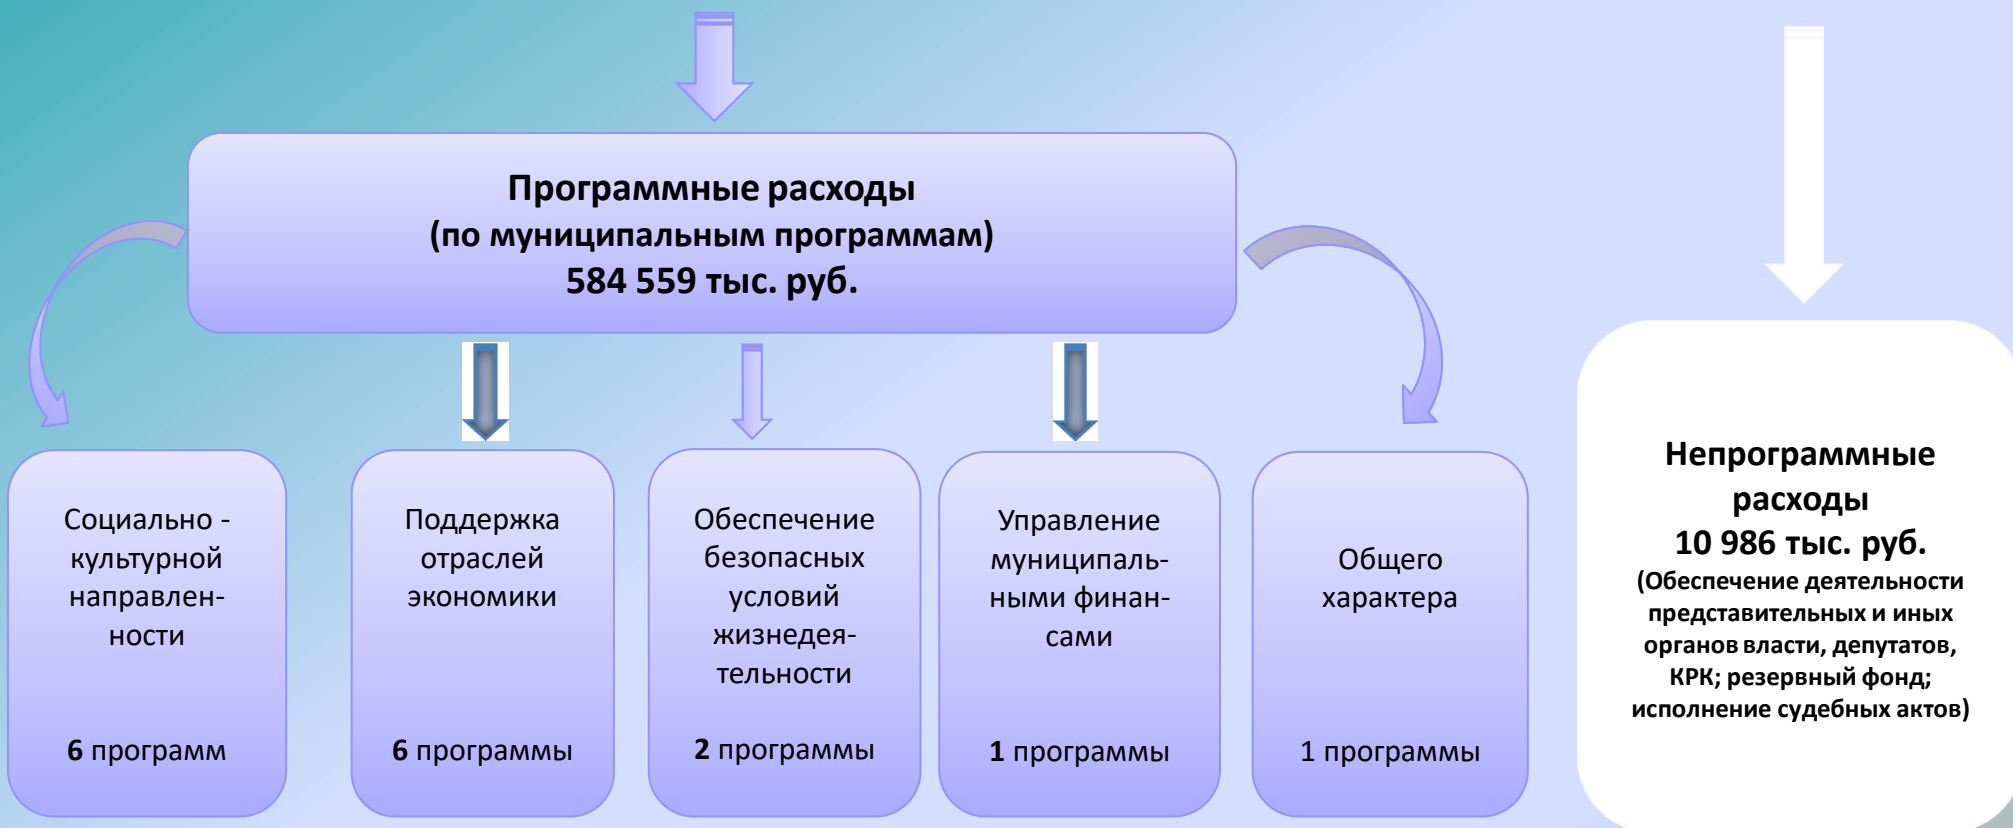 Программные расходы
(по муниципальным программам)
584 559 тыс. руб.
Социально -
культурной
направлен-
ности
6 программ
Поддержка
отраслей
экономики
6 программы
Обеспечение
безопасных
условий
жизнедея-
тельности
2 программы
Управление
муниципаль-
ными финан-
сами
1 программы
Общего
характера
1 программы
Непрограммные
расходы
10 986 тыс. руб.
(Обеспечение деятельности
представительных и иных
органов власти, депутатов,
КРК; резервный фонд;
исполнение судебных актов)